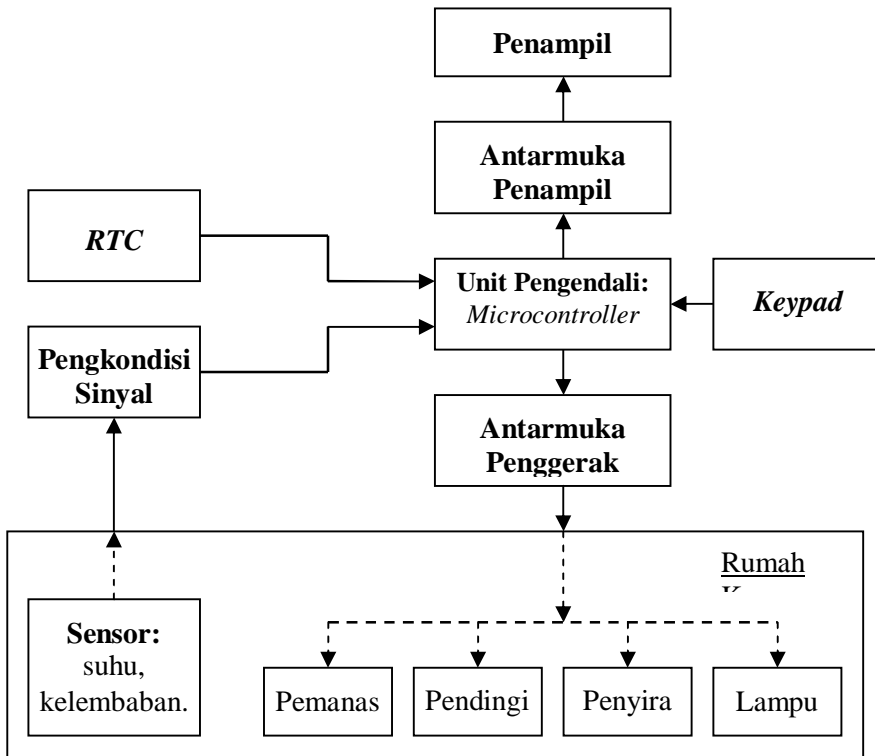 Penampil
Antarmuka
Penampil
RTC
Unit Pengendali:
Microcontroller
Keypad
Pengkondisi
Sinyal
Antarmuka
Penggerak
Rumah
Sensor:
suhu,
kelembaban.
Pemanas
Pendingi
Penyira
Lampu